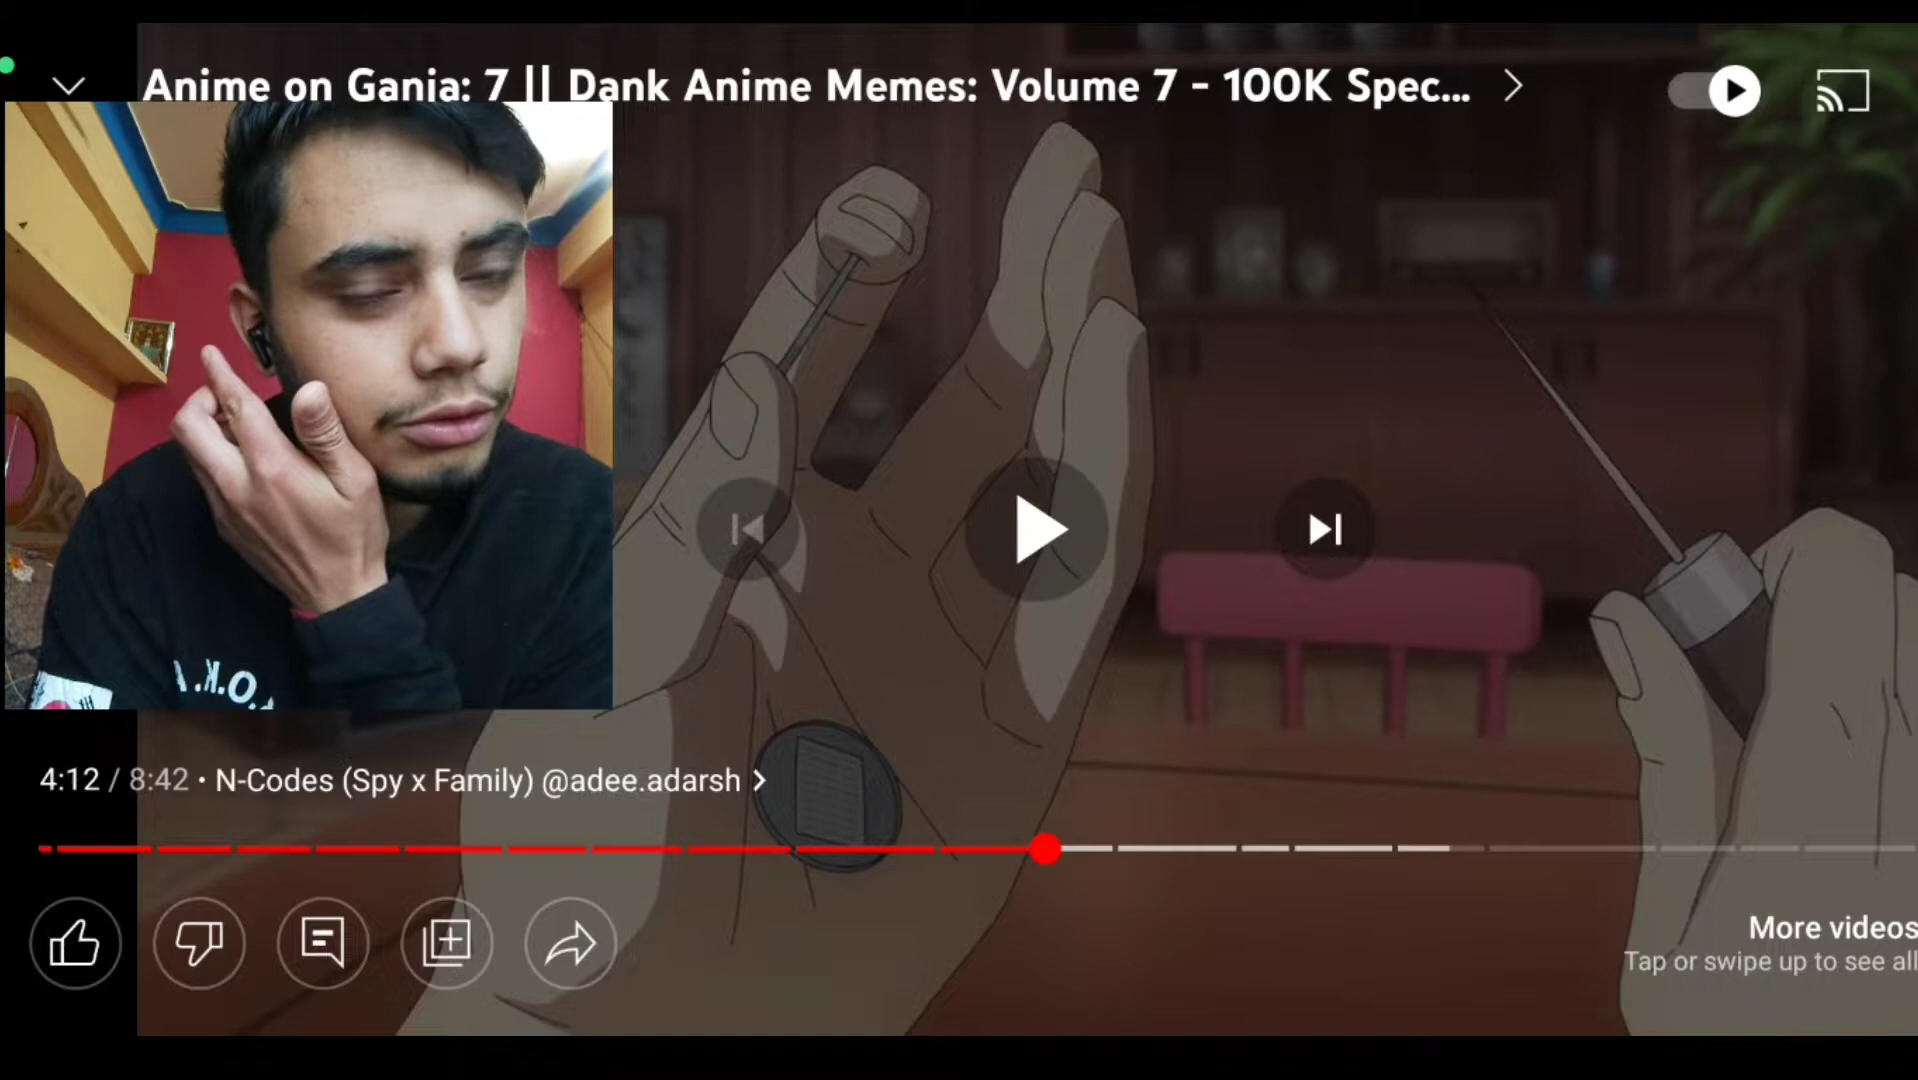 Anime on Ganja: 7 || Dank Anime Memes: Volume 7 - 100K Spec...
4:12 / 8:42 • N-Codes (Spy x Family) @adee.adarsh
More videos
Tap or swipe up to see all